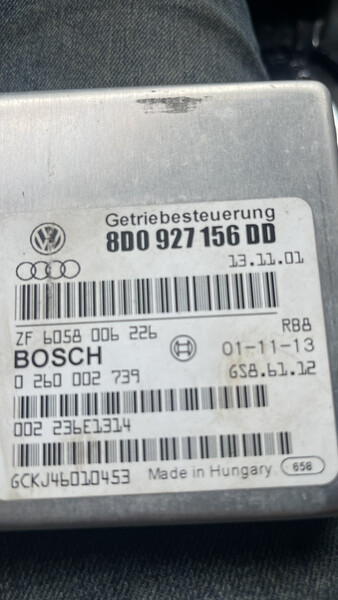 Getriebesteuerung
8D0 927 156 DD
13.11.01
ZF 6058 006 226
RB8
BOSCH
01-11-13
0 260 002 739
GS8.61.12
002 236E1314
GCKJ46010453
Made in Hungary
658